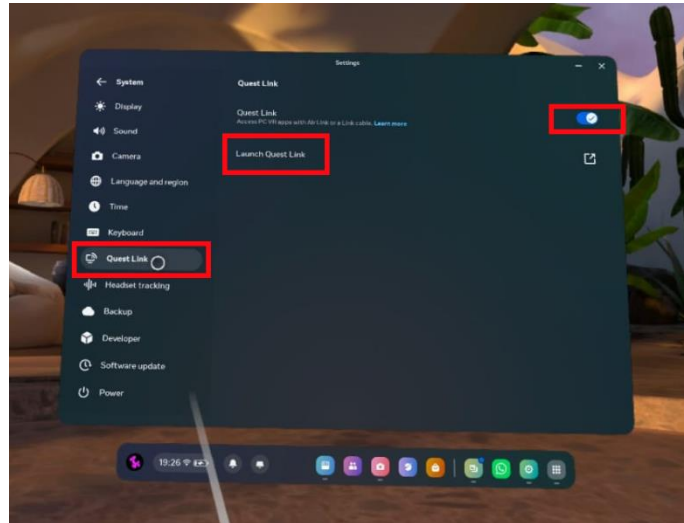 Settings
System
Quest Link
Display
Quest Link
Access PC VR apps with Air Link or a Link cable. Learn more
Sound
Camera
Launch Quest Link
Language and region
Time
Keyboard
Quest Link
Headset tracking
Backup
Developer
Software update
Power
19:26